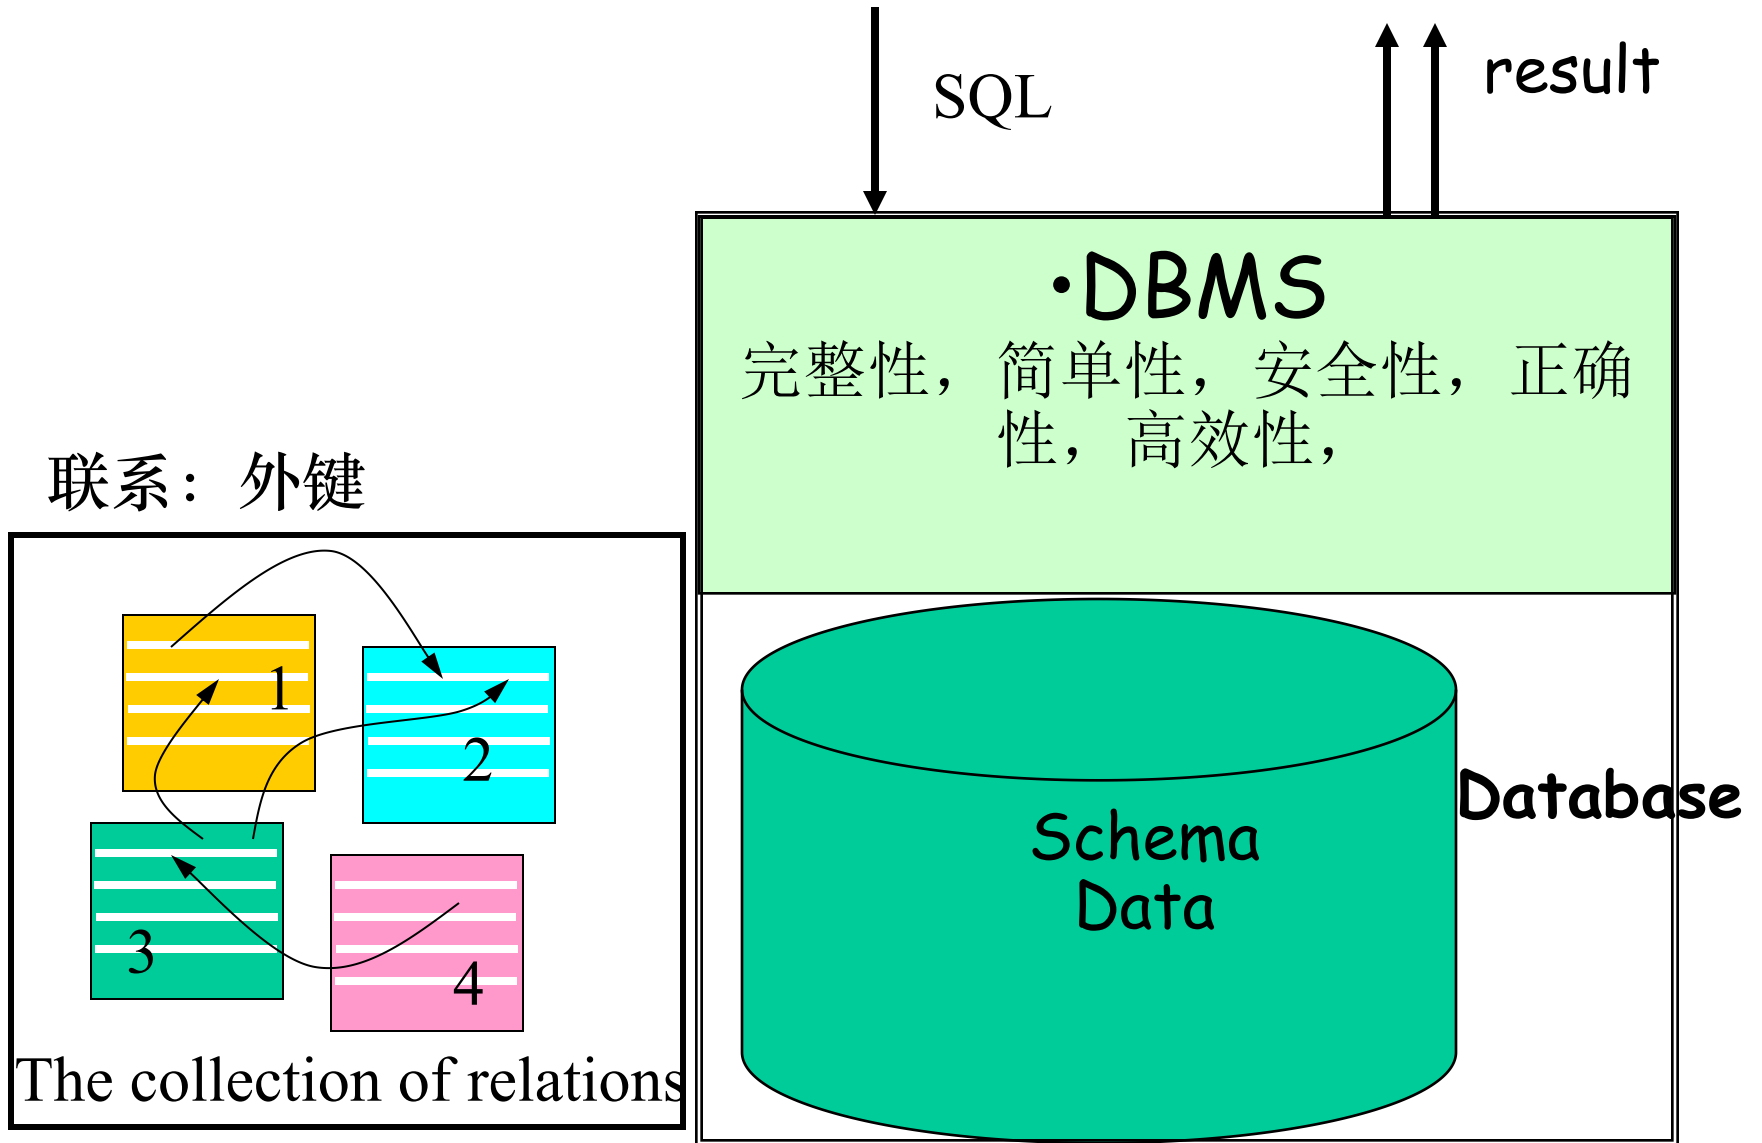 SQL
result
•DBMS
完整性，简单性，安全性，正确
性，高效性，
联系：外键
1
2
3
4
The collection of relations
Schema
Data
Database